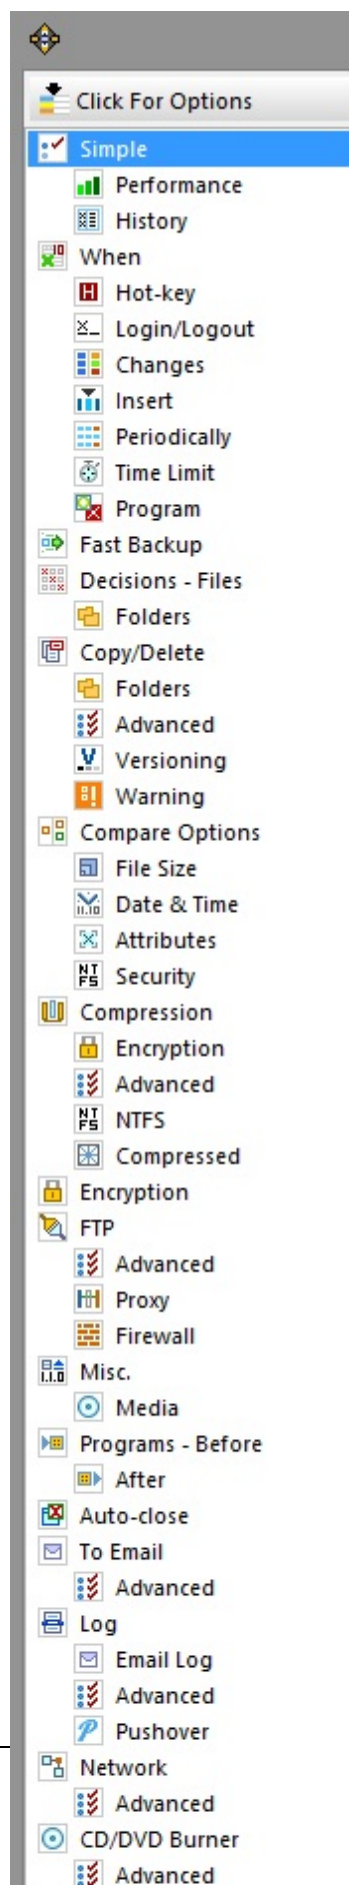 Click For Options
Simple
Performance
History
When
Hot-key
Login/Logout
Changes
Insert
Periodically
Time Limit
Program
Fast Backup
Decisions - Files
Folders
Copy/Delete
Folders
Advanced
Versioning
Warning
Compare Options
File Size
Date & Time
Attributes
Security
Compression
Encryption
Advanced
NTFS
Compressed
Encryption
FTP
Advanced
Proxy
Firewall
Misc.
Media
Programs - Before
After
Auto-close
To Email
Advanced
Log
Email Log
Advanced
Pushover
Network
Advanced
CD/DVD Burner
Advanced